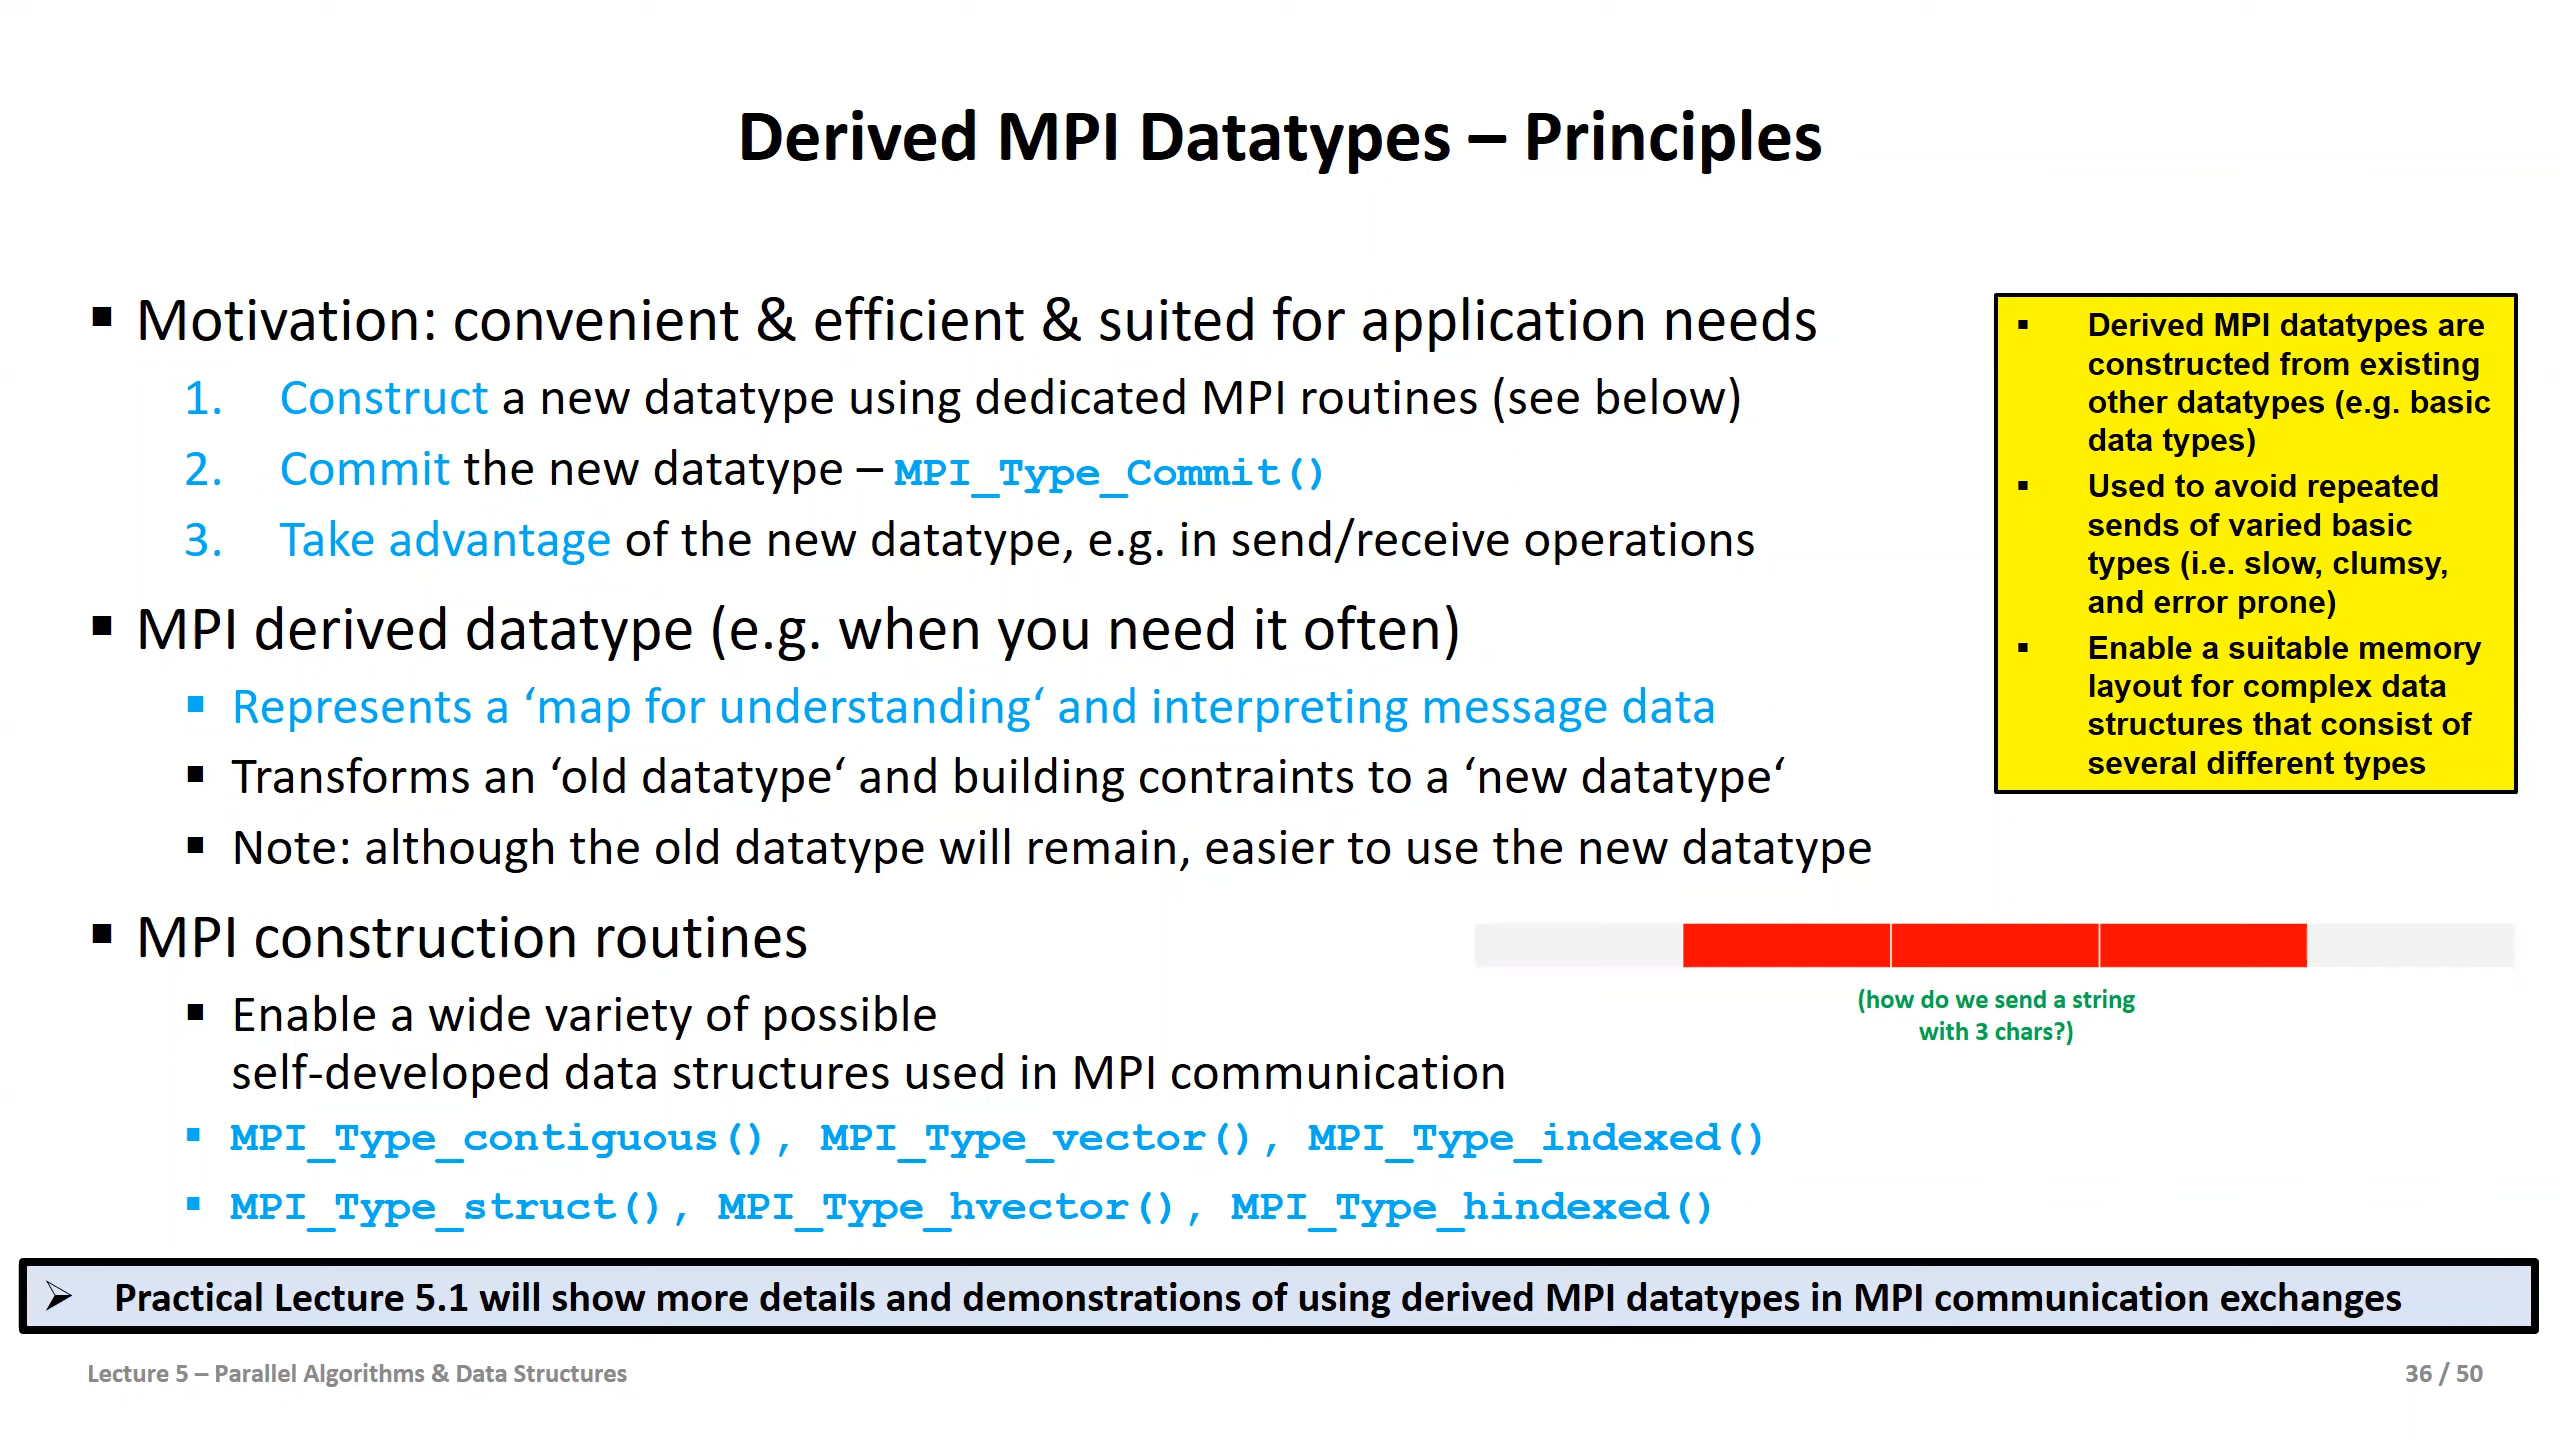 Derived MPI Datatypes – Principles
▪ Motivation: convenient & efficient & suited for application needs
1. Construct a new datatype using dedicated MPI routines (see below)
2. Commit the new datatype – MPI_Type_Commit()
3. Take advantage of the new datatype, e.g. in send/receive operations
▪ MPI derived datatype (e.g. when you need it often)
▪ Represents a ‘map for understanding‘ and interpreting message data
▪ Transforms an ‘old datatype‘ and building contraints to a ‘new datatype‘
▪ Note: although the old datatype will remain, easier to use the new datatype
▪ MPI construction routines
▪ Enable a wide variety of possible
self-developed data structures used in MPI communication
▪ MPI_Type_contiguous(), MPI_Type_vector(), MPI_Type_indexed()
▪ MPI_Type_struct(), MPI_Type_hvector(), MPI_Type_hindexed()
▪ Derived MPI datatypes are
constructed from existing
other datatypes (e.g. basic
data types)
▪ Used to avoid repeated
sends of varied basic
types (i.e. slow, clumsy,
and error prone)
▪ Enable a suitable memory
layout for complex data
structures that consist of
several different types
(how do we send a string
with 3 chars?)
➢ Practical Lecture 5.1 will show more details and demonstrations of using derived MPI datatypes in MPI communication exchanges
Lecture 5 – Parallel Algorithms & Data Structures
36 / 50